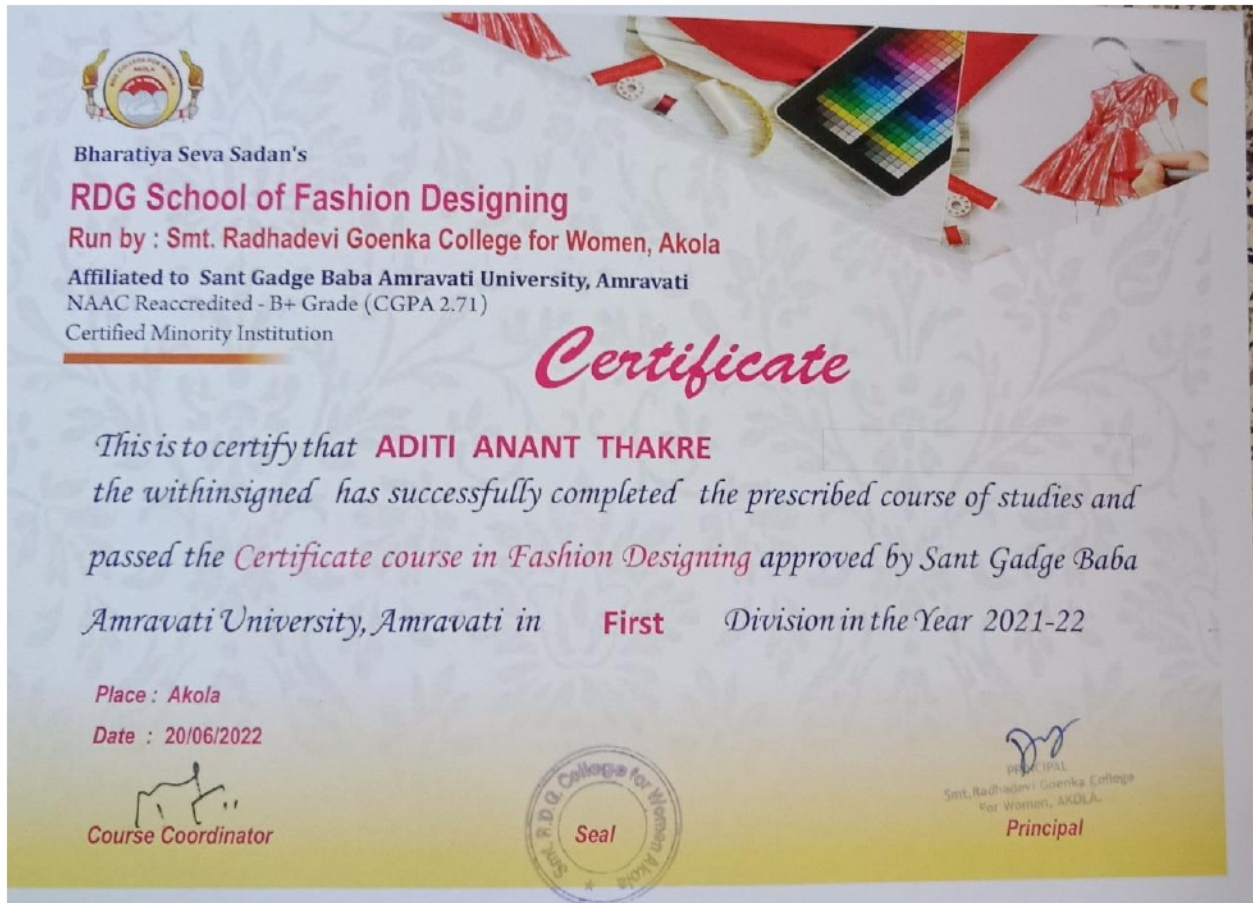 RDG COLLEGE FOR WOMEN
AKOLA
Bharatiya Seva Sadan's
RDG School of Fashion Designing
Run by : Smt. Radhadevi Goenka College for Women, Akola
Affiliated to Sant Gadge Baba Amravati University, Amravati
NAAC Reaccredited - B+ Grade (CGPA 2.71)
Certified Minority Institution
Certificate
This is to certify that ADITI ANANT THAKRE
the withinsigned has successfully completed the prescribed course of studies and
passed the Certificate course in Fashion Designing approved by Sant Gadge Baba
Amravati University, Amravati in First Division in the Year 2021-22
Place : Akola
Date : 20/06/2022
Course Coordinator
Smt. R.D.G. College for Women Akola
Seal
PRINCIPAL
Smt. Radhadevi Goenka College
For Women, AKOLA.
Principal